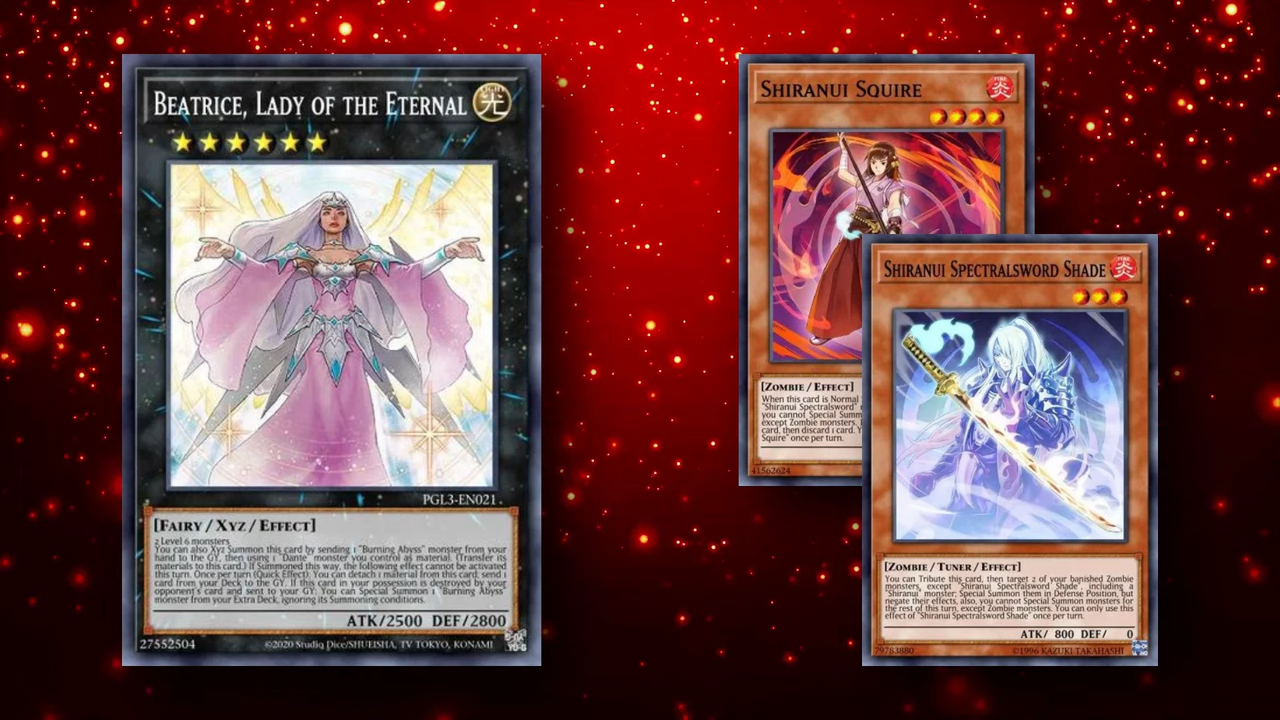 BEATRICE, LADY OF THE ETERNAL
LIGHT
光
PGL3-EN021
[FAIRY / XYZ / EFFECT]
2 Level 6 monsters
You can also Xyz Summon this card by sending 1 "Burning Abyss" monster from your
hand to the GY, then using 1 "Dante" monster you control as material. (Transfer its
materials to this card.) If Summoned this way, the following effect cannot be activated
this turn. Once per turn (Quick Effect): You can detach 1 material from this card; send 1
card from your Deck to the GY. If this card in your possession is destroyed by your
opponent's card and sent to your GY: You can Special Summon 1 "Burning Abyss"
monster from your Extra Deck, ignoring its Summoning conditions.
ATK/2500 DEF/2800
27552504
©2020 Studio Dice/SHUEISHA, TV TOKYO, KONAMI
SHIRANUI SQUIRE
FIRE
炎
[ZOMBIE / EFFECT]
When this card is Normal
"Shiranui Spectralsword"
you cannot Special Summ
except Zombie monsters.
card, then discard 1 card. Y
Squire" once per turn.
41562624
SHIRANUI SPECTRALSWORD SHADE
FIRE
炎
[ZOMBIE / TUNER / EFFECT]
You can Tribute this card, then target 2 of your banished Zombie
monsters, except "Shiranui Spectralsword Shade", including a
"Shiranui" monster; Special Summon them in Defense Position, but
negate their effects, also, you cannot Special Summon monsters for
the rest of this turn, except Zombie monsters. You can only use this
effect of "Shiranui Spectralsword Shade" once per turn.
ATK/ 800 DEF/ 0
79783880
©1996 KAZUKI TAKAHASHI